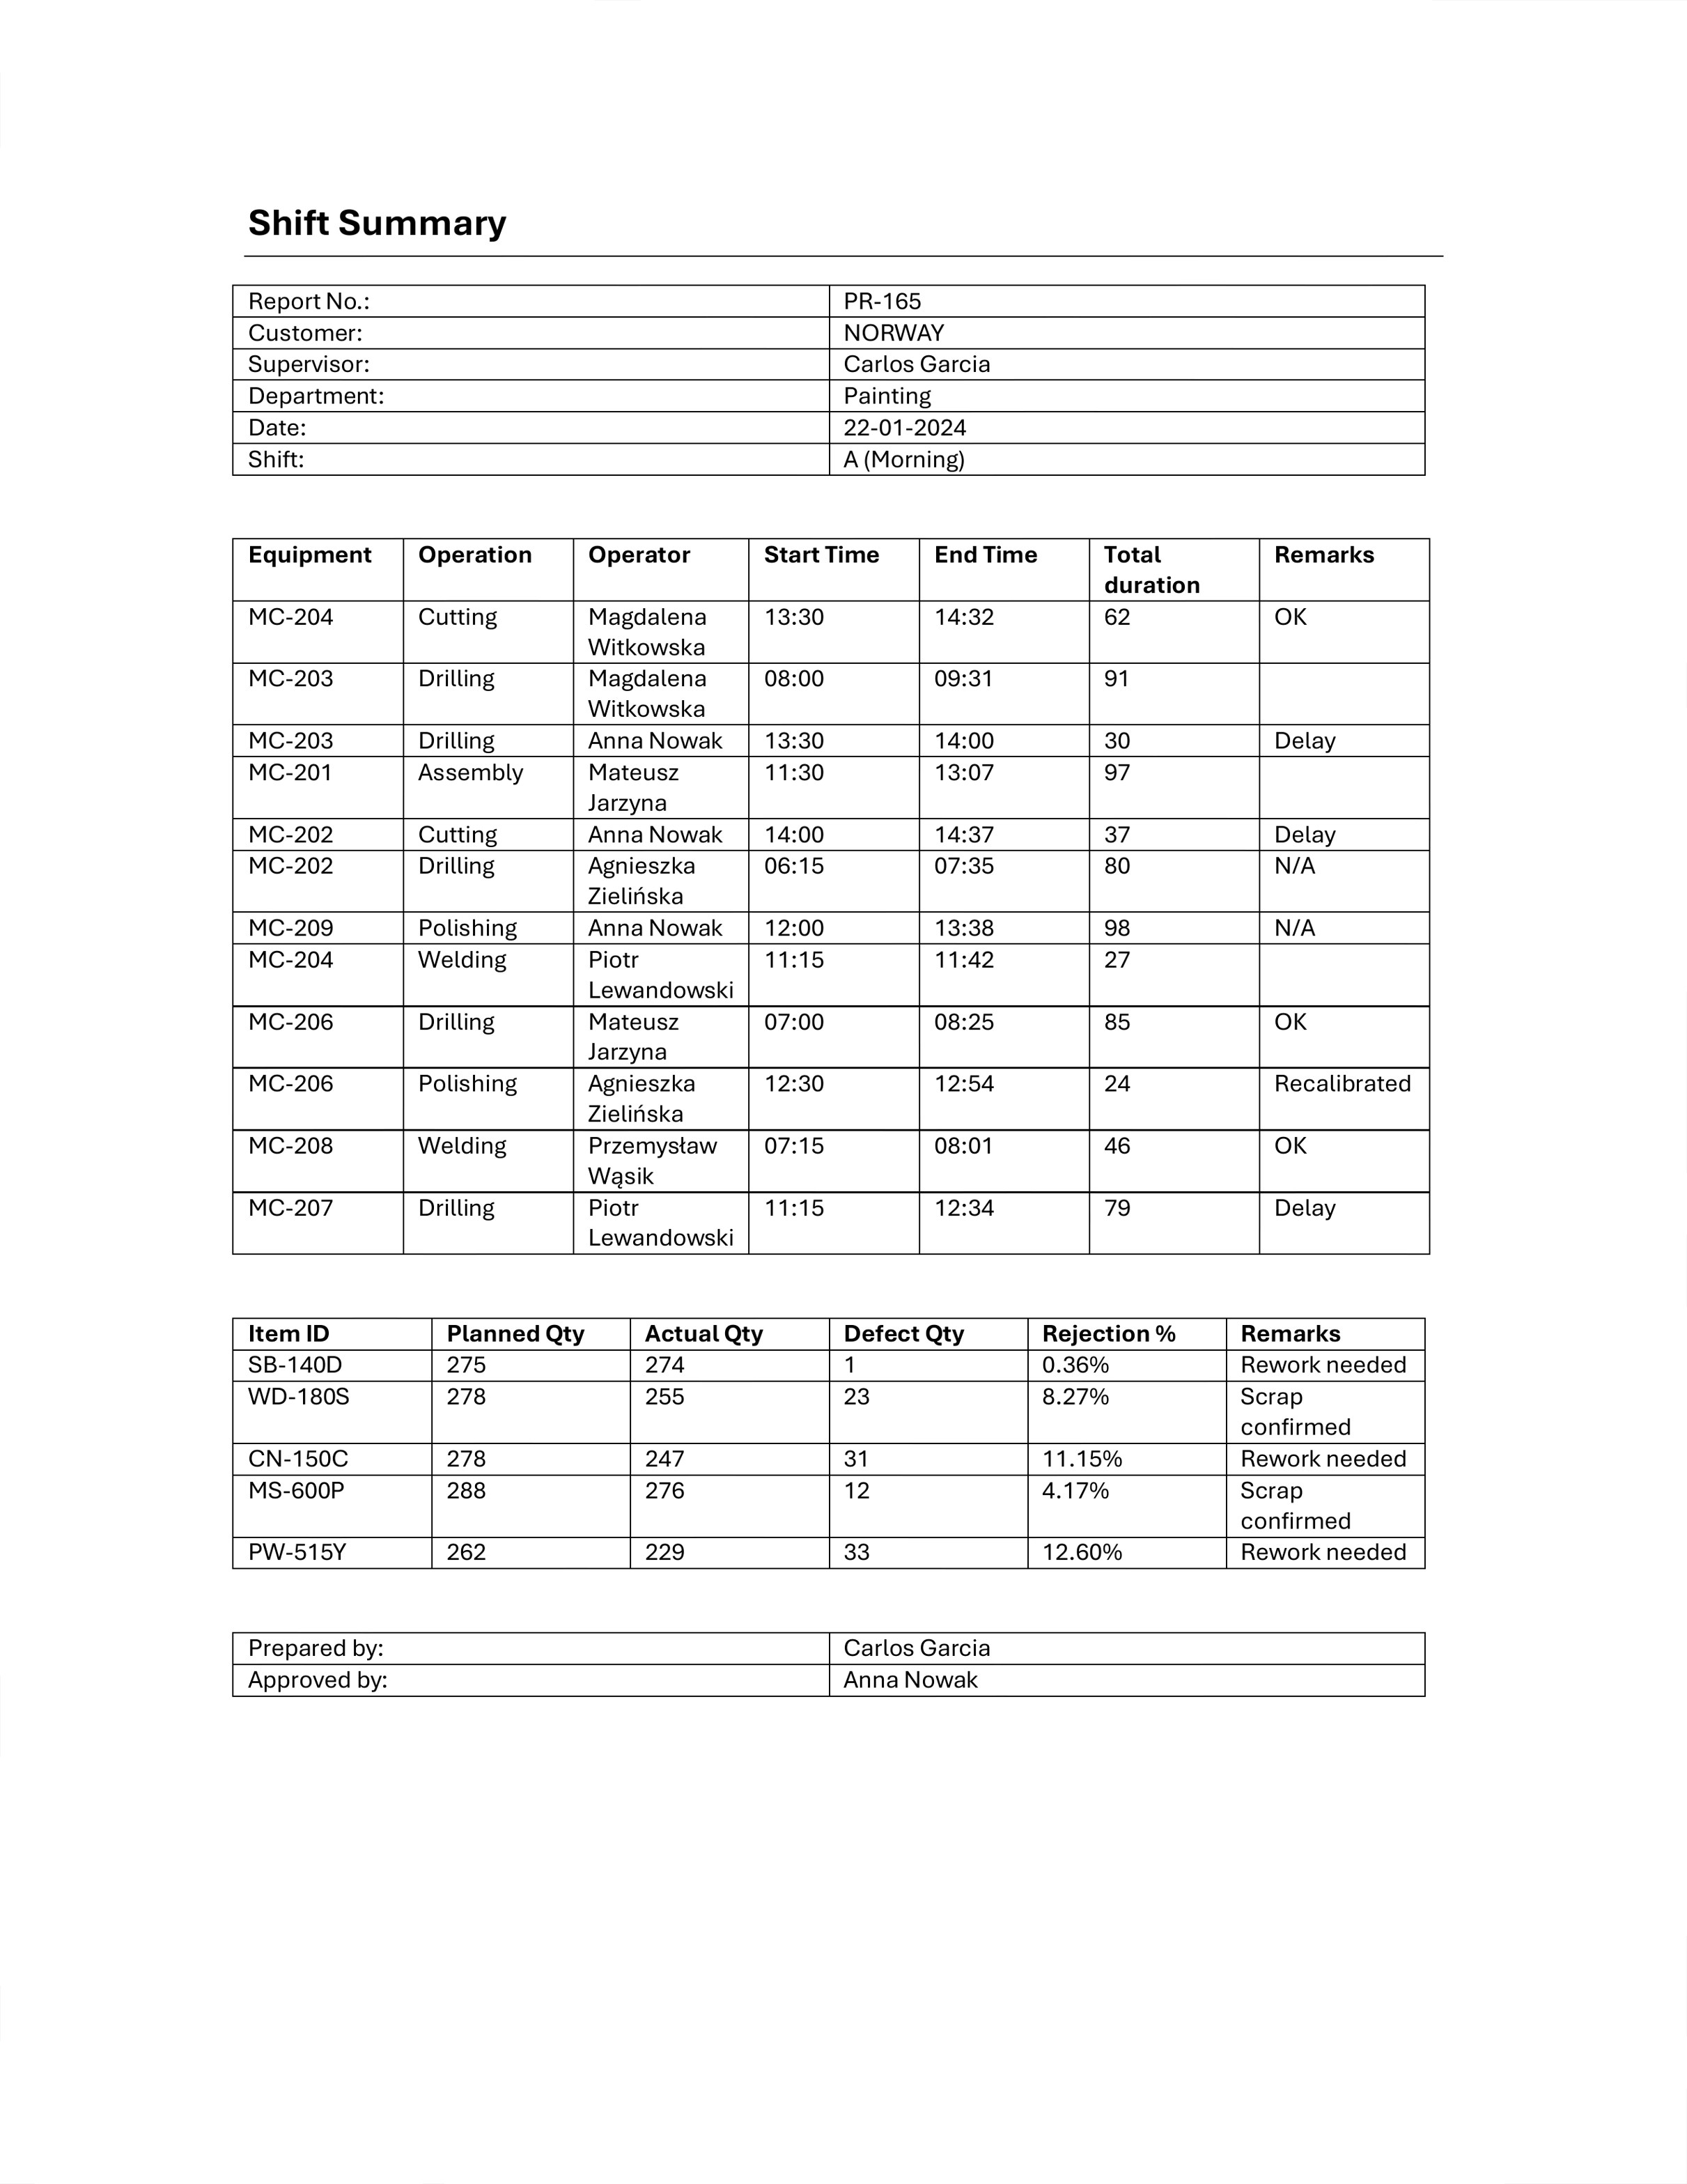 Shift Summary
Report No.: PR-165
Customer: NORWAY
Supervisor: Carlos Garcia
Department: Painting
Date: 22-01-2024
Shift: A (Morning)
Equipment Operation Operator Start Time End Time Total Remarks
duration
MC-204 Cutting Magdalena 13:30 14:32 62 OK
Witkowska
MC-203 Drilling Magdalena 08:00 09:31 91
Witkowska
MC-203 Drilling Anna Nowak 13:30 14:00 30 Delay
MC-201 Assembly Mateusz 11:30 13:07 97
Jarzyna
MC-202 Cutting Anna Nowak 14:00 14:37 37 Delay
MC-202 Drilling Agnieszka 06:15 07:35 80 N/A
Zielińska
MC-209 Polishing Anna Nowak 12:00 13:38 98 N/A
MC-204 Welding Piotr 11:15 11:42 27
Lewandowski
MC-206 Drilling Mateusz 07:00 08:25 85 OK
Jarzyna
MC-206 Polishing Agnieszka 12:30 12:54 24 Recalibrated
Zielińska
MC-208 Welding Przemysław 07:15 08:01 46 OK
Wąsik
MC-207 Drilling Piotr 11:15 12:34 79 Delay
Lewandowski
Item ID Planned Qty Actual Qty Defect Qty Rejection % Remarks
SB-140D 275 274 1 0.36% Rework needed
WD-180S 278 255 23 8.27% Scrap
confirmed
CN-150C 278 247 31 11.15% Rework needed
MS-600P 288 276 12 4.17% Scrap
confirmed
PW-515Y 262 229 33 12.60% Rework needed
Prepared by: Carlos Garcia
Approved by: Anna Nowak